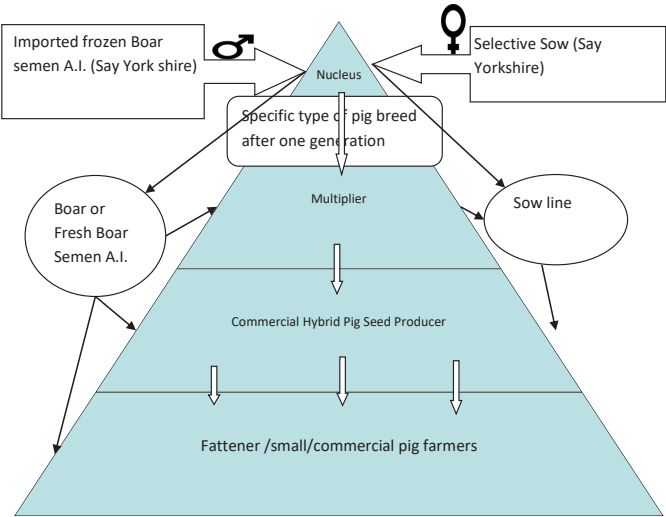 Imported frozen Boar
semen A.I. (Say York shire)
Selective Sow (Say
Yorkshire)
Nucleus
Specific type of pig breed
after one generation
Multiplier
Boar or
Fresh Boar
Semen A.I.
Sow line
Commercial Hybrid Pig Seed Producer
Fattener /small/commercial pig farmers